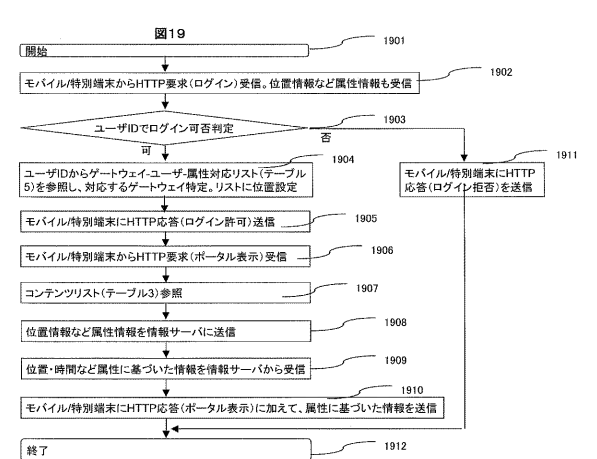 図19
開始
1901
モバイル/特別端末からHTTP要求(ログイン)受信。位置情報など属性情報も受信
1902
ユーザIDでログイン可否判定
1903
否
可
ユーザIDからゲートウェイ-ユーザ-属性対応リスト(テーブル
5)を参照し、対応するゲートウェイ特定。リストに位置設定
1904
モバイル/特別端末にHTTP
応答(ログイン拒否)を送信
1911
モバイル/特別端末にHTTP応答(ログイン許可)送信
1905
モバイル/特別端末からHTTP要求(ポータル表示)受信
1906
コンテンツリスト(テーブル3)参照
1907
位置情報など属性情報を情報サーバに送信
1908
位置・時間など属性に基づいた情報を情報サーバから受信
1909
モバイル/特別端末にHTTP応答(ポータル表示)に加えて、属性に基づいた情報を送信
1910
終了
1912